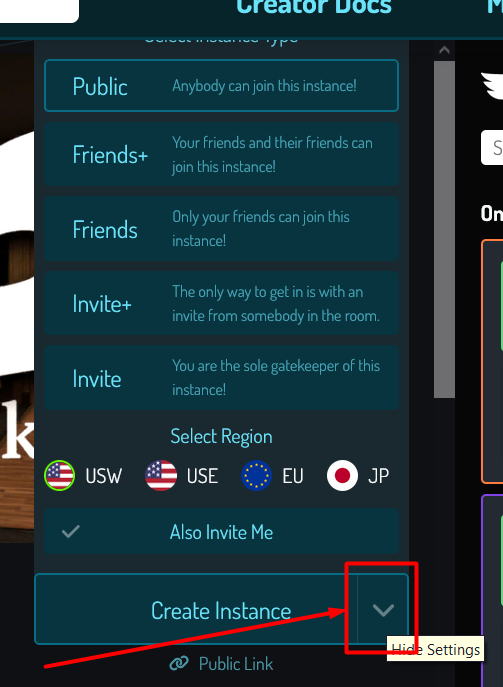 Creator Docs
M
Select Instance Type
Public
Anybody can join this instance!
Friends+
Your friends and their friends can
join this instance!
Friends
Only your friends can join this
instance!
Invite+
The only way to get in is with an
invite from somebody in the room.
Invite
You are the sole gatekeeper of this
instance!
Select Region
USW USE EU JP
Also Invite Me
Create Instance
Hide Settings
Public Link
S
On
k